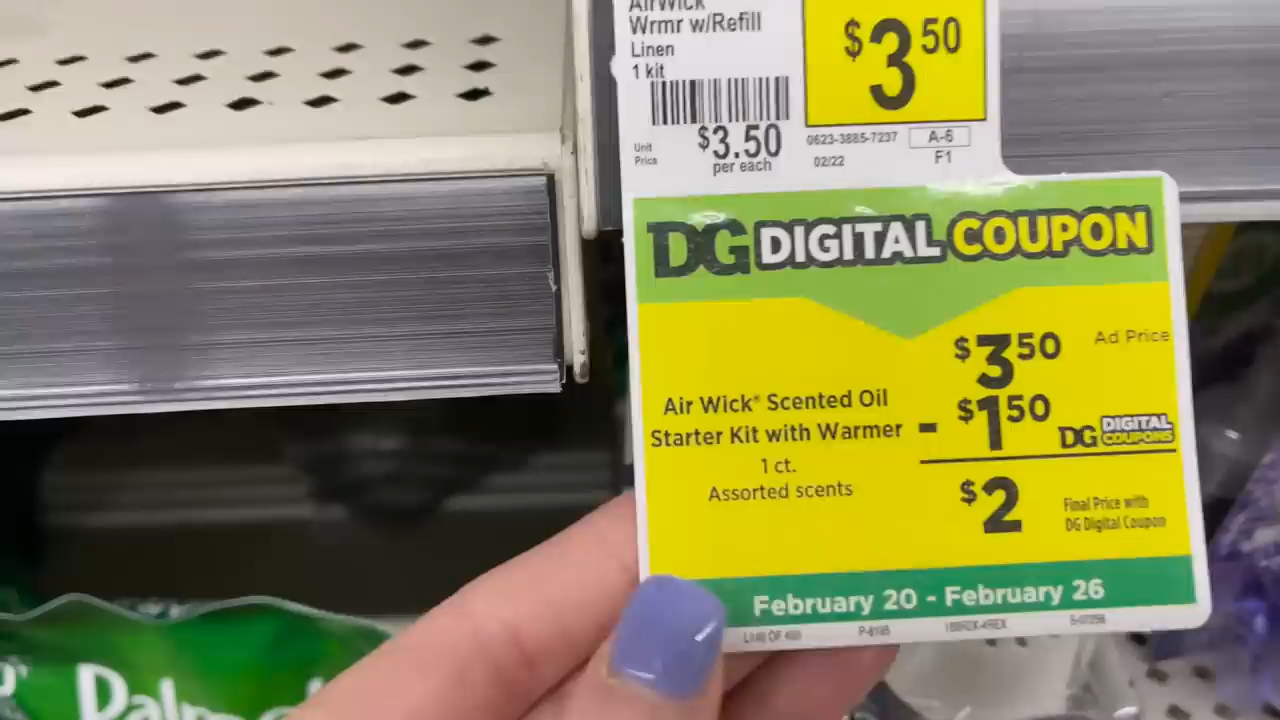 AirWick
Wrmr w/Refill
Linen
1 kit
$3.50
Unit
Price
$3.50
per each
0623-3885-7237
A-6
02/22
F1
DG DIGITAL COUPON
$3.50 Ad Price
Air Wick® Scented Oil
Starter Kit with Warmer
1 ct.
Assorted scents
- $1.50 DG DIGITAL COUPONS
$2 Final Price with
DG Digital Coupon
February 20 - February 26